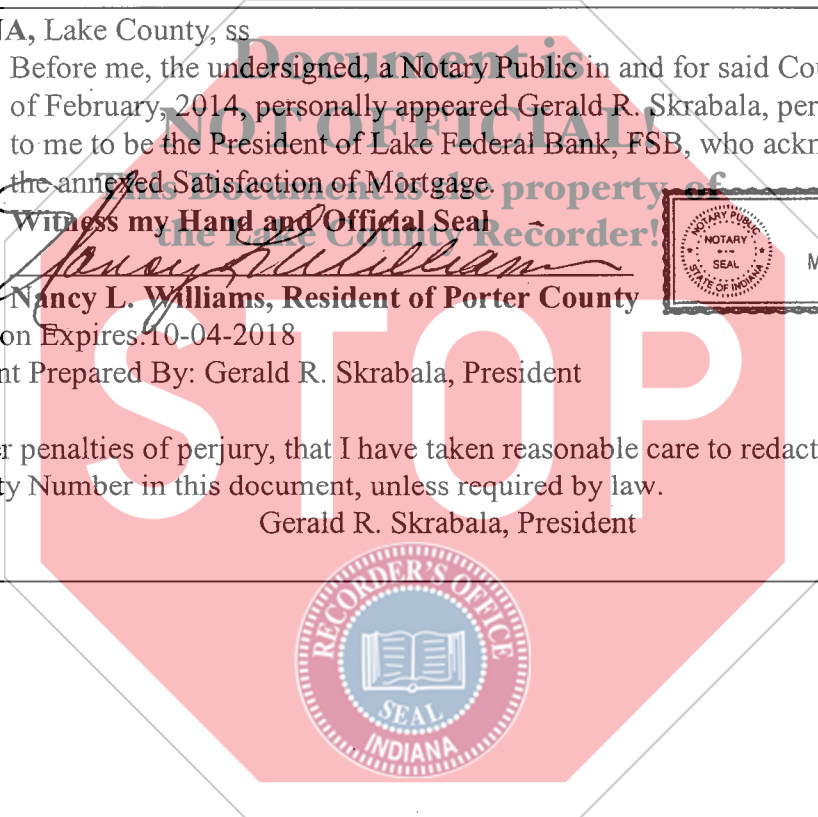 NA, Lake County, ss
Before me, the undersigned, a Notary Public in and for said Cou
of February, 2014, personally appeared Gerald R. Skrabala, per
to me to be the President of Lake Federal Bank, FSB, who ackn
the annexed Satisfaction of Mortgage.
Witness my Hand and Official Seal
Nancy L. Williams
Nancy L. Williams, Resident of Porter County
on Expires:10-04-2018
nt Prepared By: Gerald R. Skrabala, President
r penalties of perjury, that I have taken reasonable care to redact
ty Number in this document, unless required by law.
Gerald R. Skrabala, President
Document is
NOT OFFICIAL!
This Document is the property of
the Lake County Recorder!
STOP
NOTARY PUBLIC
NOTARY
SEAL
STATE OF INDIANA
M
RECORDER'S OFFICE
SEAL
INDIANA